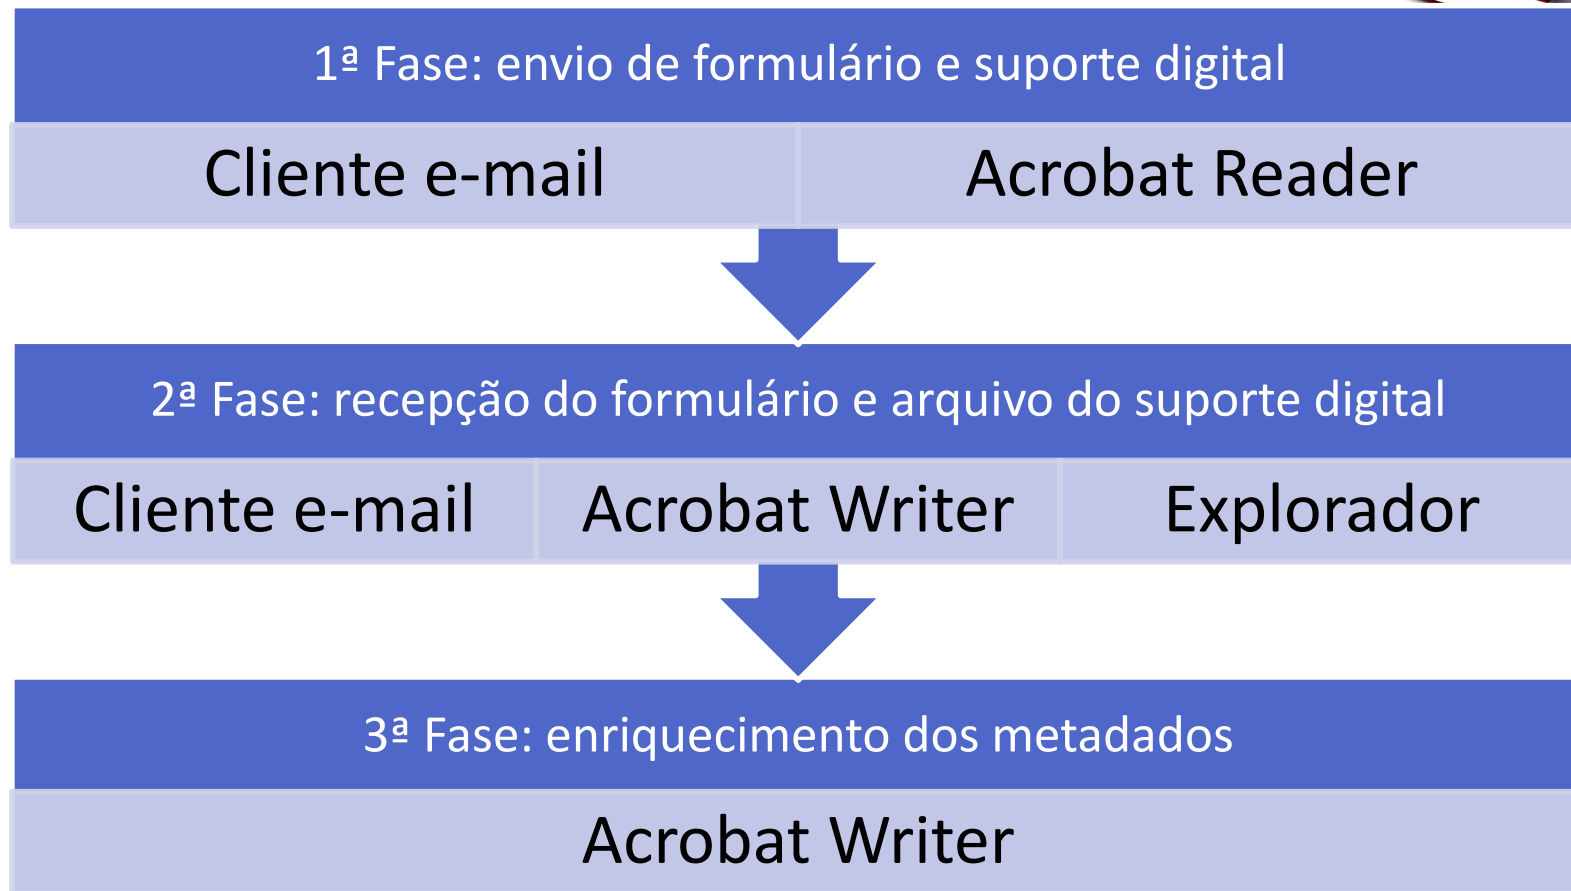 1ª Fase: envio de formulário e suporte digital
Cliente e-mail Acrobat Reader
2ª Fase: recepção do formulário e arquivo do suporte digital
Cliente e-mail Acrobat Writer Explorador
3ª Fase: enriquecimento dos metadados
Acrobat Writer